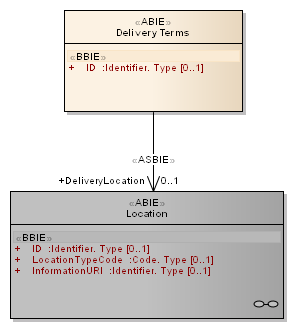 «ABIE»
Delivery Terms
«BBIE»
+ ID :Identifier. Type [0..1]
«ASBIE»
+DeliveryLocation 0..1
«ABIE»
Location
«BBIE»
+ ID :Identifier. Type [0..1]
+ LocationTypeCode :Code. Type [0..1]
+ InformationURI :Identifier. Type [0..1]